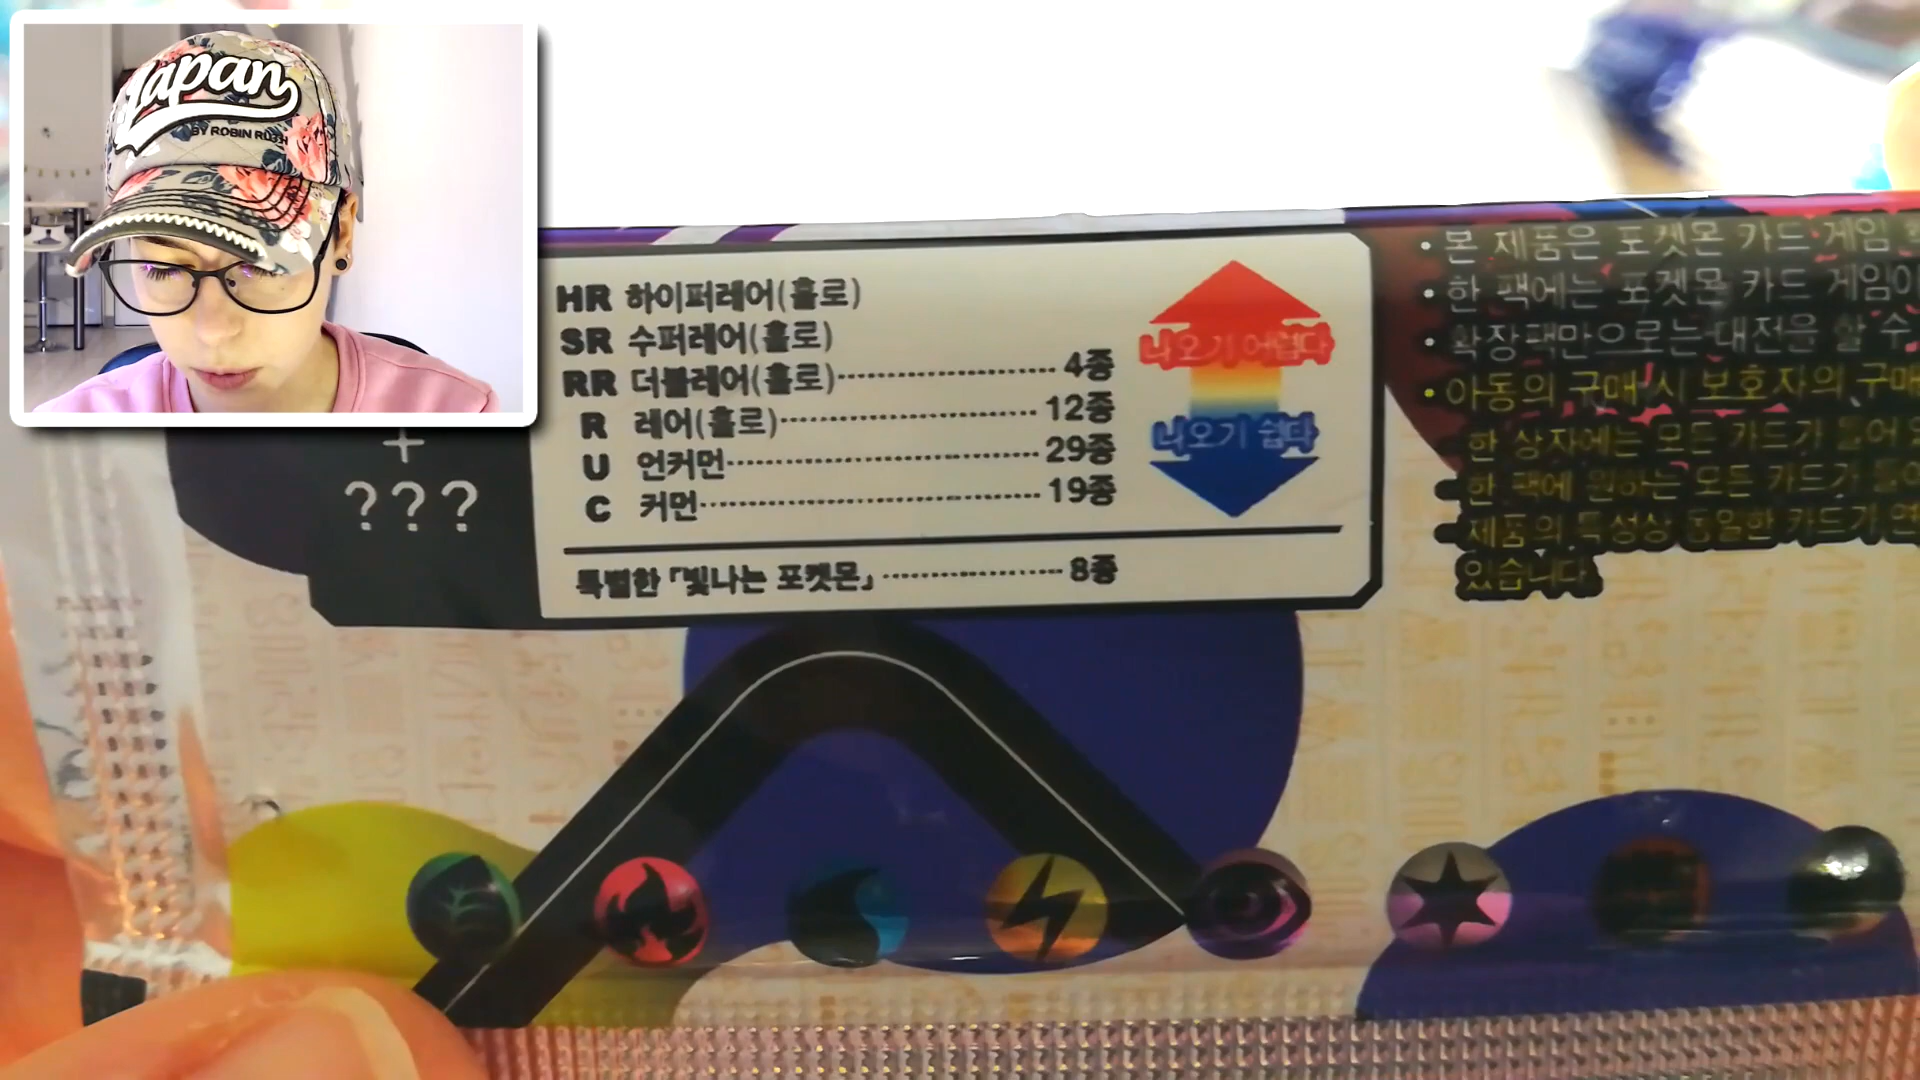 Japan
BY ROBIN RUTH
HR 하이퍼레어(홀로)
SR 수퍼레어(홀로)
RR 더블레어(홀로) 4종
R 레어(홀로) 12종
U 언커먼 29종
C 커먼 19종
특별한 「빛나는 포켓몬」 8종
나오기 어렵다
나오기 쉽다
+
???
• 본 제품은 포켓몬 카드 게임
• 한 팩에는 포켓몬 카드 게임이
• 확장팩만으로는 대전을 할 수
• 아동의 구매 시 보호자의 구매
한 상자에는 모든 카드가 들어
한 팩에 원하는 모든 카드가 들어
제품의 특성상 동일한 카드가 연
있습니다.